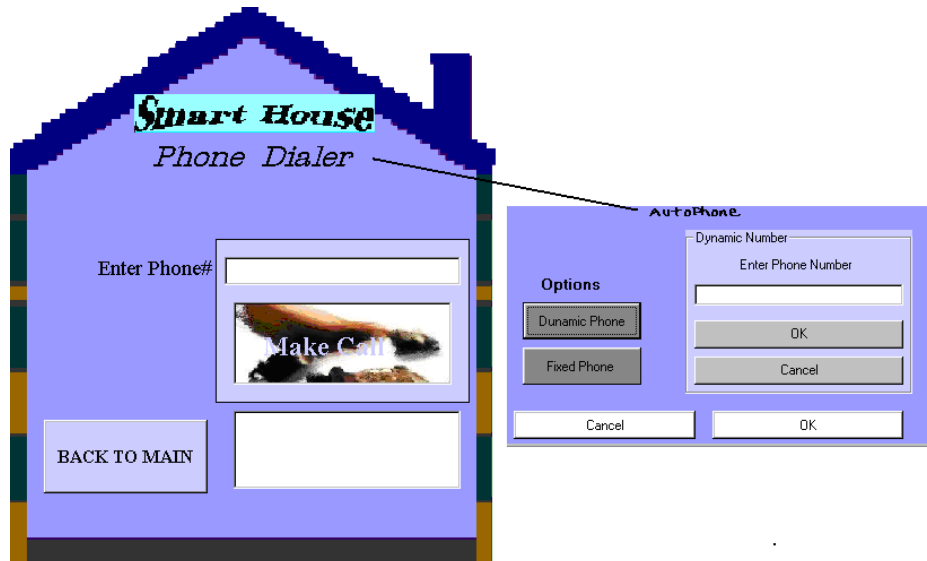 Smart House
Phone Dialer
Enter Phone#
Make Call
BACK TO MAIN
AutoPhone
Options
Dunamic Phone
Fixed Phone
Dynamic Number
Enter Phone Number
OK
Cancel
Cancel
OK